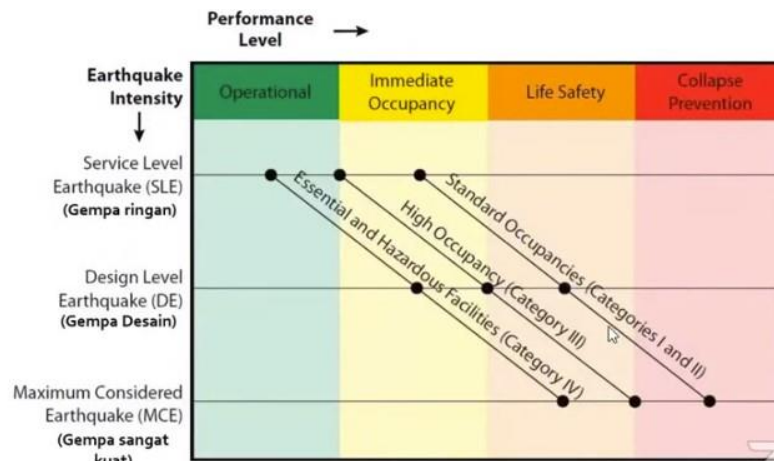 Performance
Level
Earthquake
Intensity
Operational
Immediate
Occupancy
Life Safety
Collapse
Prevention
Service Level
Earthquake (SLE)
(Gempa ringan)
Essential and Hazardous Facilities (Category IV)
High Occupancy (Category III)
Standard Occupancies (Categories I and II)
Design Level
Earthquake (DE)
(Gempa Desain)
Maximum Considered
Earthquake (MCE)
(Gempa sangat
kuat)